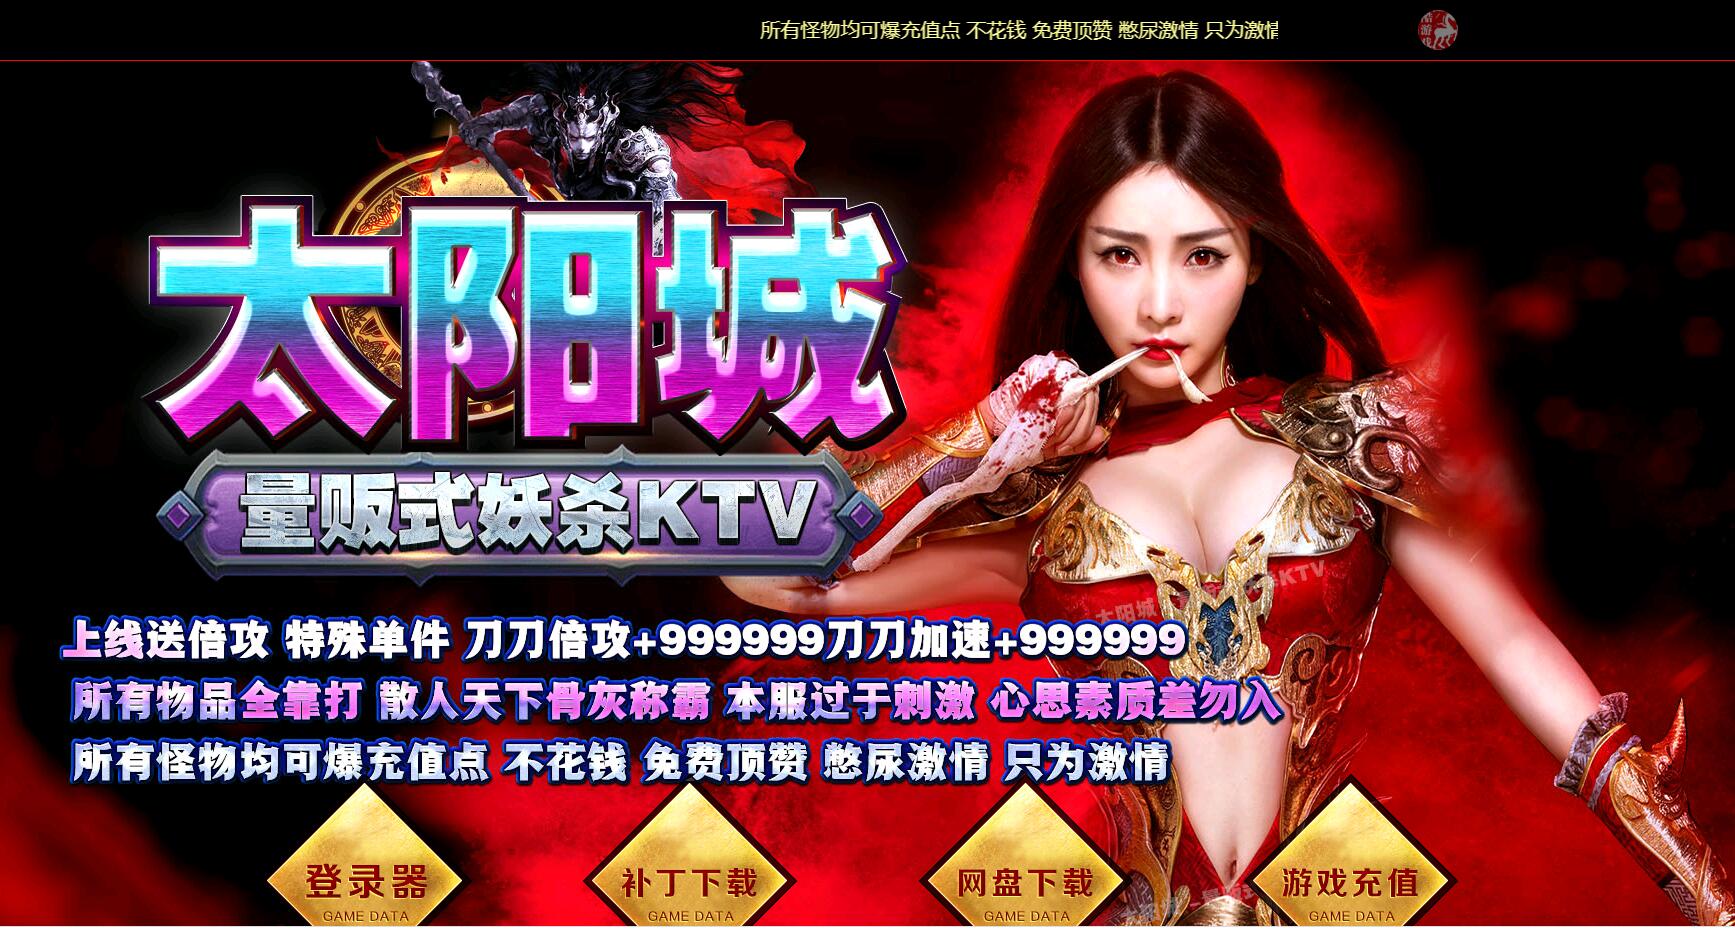 所有怪物均可爆充值点 不花钱 免费顶赞 憨尿激情 只为激情
太阳城
量贩式妖杀KTV
上线送倍攻 特殊单件 刀刀倍攻+999999刀刀加速+999999
所有物品全靠打 散人天下骨灰称霸 本服过于刺激 心思素质差勿入
所有怪物均可爆充值点 不花钱 免费顶赞 憨尿激情 只为激情
登录器 补丁下载 网盘下载 游戏充值
GAME DATA GAME DATA GAME DATA GAME DATA